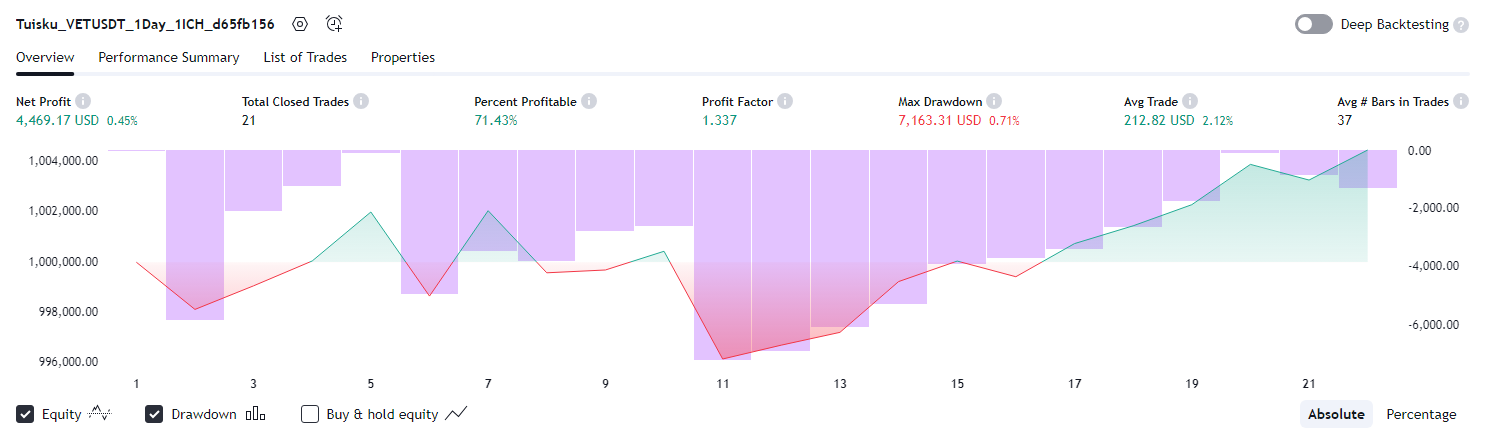 Tuisku_VETUSDT_1Day_1ICH_d65fb156
Deep Backtesting ?
Overview Performance Summary List of Trades Properties
Net Profit i Total Closed Trades i Percent Profitable i Profit Factor i Max Drawdown i Avg Trade i Avg # Bars in Trades i
4,469.17 USD 0.45% 21 71.43% 1.337 7,163.31 USD 0.71% 212.82 USD 2.12% 37
1,004,000.00 0.00
1,002,000.00 -2,000.00
1,000,000.00 -4,000.00
998,000.00 -6,000.00
996,000.00
1 3 5 7 9 11 13 15 17 19 21
Equity Drawdown Buy & hold equity Absolute Percentage